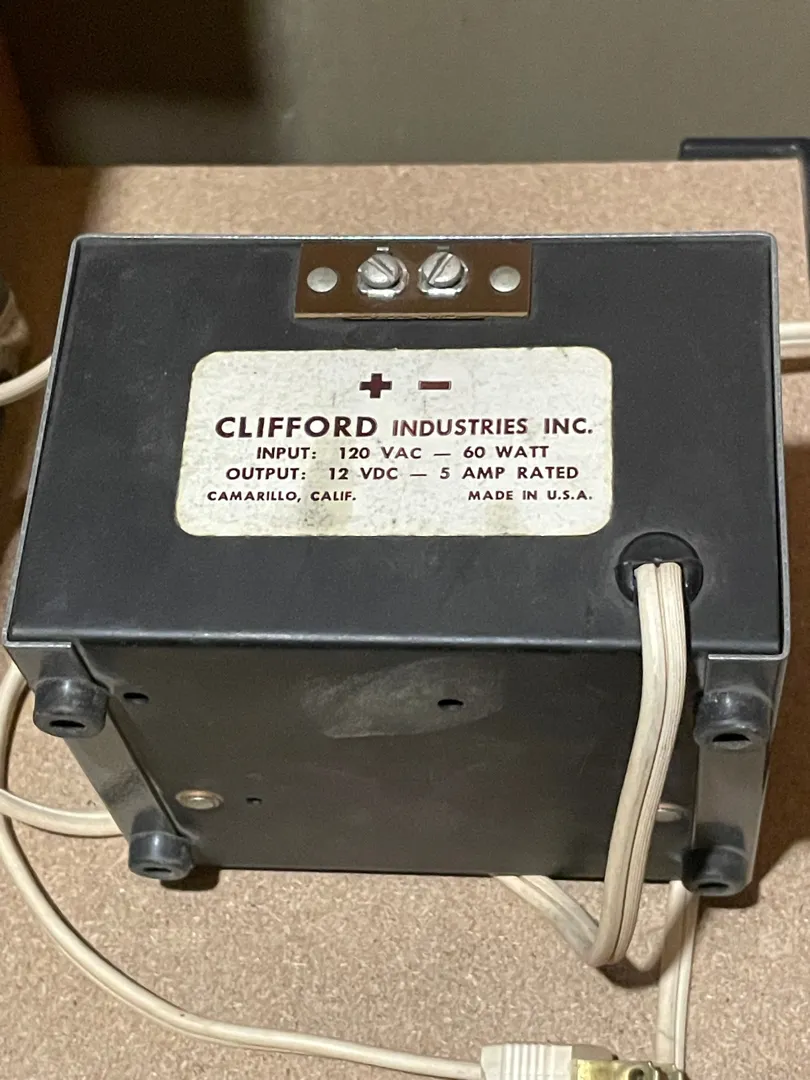 + −
CLIFFORD INDUSTRIES INC.
INPUT: 120 VAC — 60 WATT
OUTPUT: 12 VDC — 5 AMP RATED
CAMARILLO, CALIF. MADE IN U.S.A.